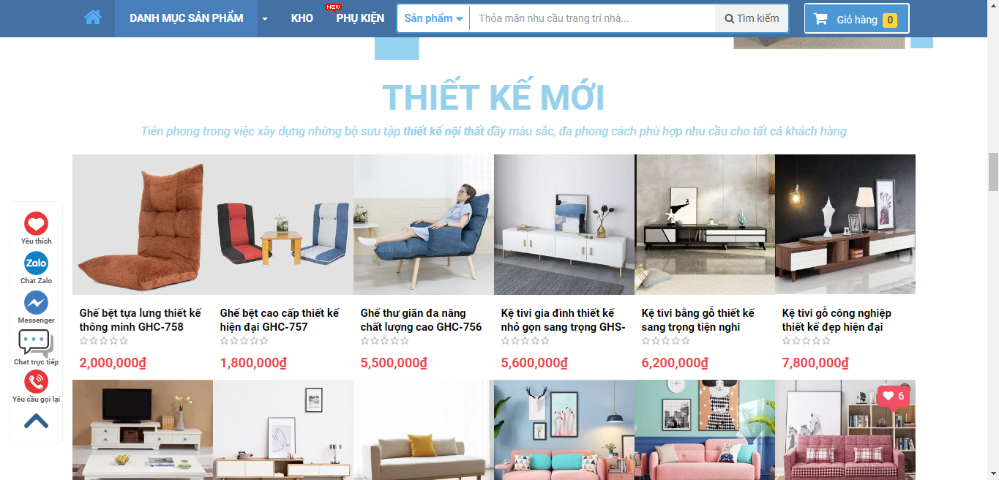 DANH MỤC SẢN PHẨM
KHO
NEW
PHỤ KIỆN
Sản phẩm
Thỏa mãn nhu cầu trang trí nhà...
Tìm kiếm
Giỏ hàng 0
THIẾT KẾ MỚI
Tiên phong trong việc xây dựng những bộ sưu tập thiết kế nội thất đầy màu sắc, đa phong cách phù hợp nhu cầu cho tất cả khách hàng
Yêu thích
Zalo
Chat Zalo
Messenger
Chat trực tiếp
Yêu cầu gọi lại
Ghế bệt tựa lưng thiết kế
thông minh GHC-758
2,000,000₫
Ghế bệt cao cấp thiết kế
hiện đại GHC-757
1,800,000₫
Ghế thư giãn đa năng
chất lượng cao GHC-756
5,500,000₫
Kệ tivi gia đình thiết kế
nhỏ gọn sang trọng GHS-
5,600,000₫
Kệ tivi bằng gỗ thiết kế
sang trọng tiện nghi
6,200,000₫
Kệ tivi gỗ công nghiệp
thiết kế đẹp hiện đại
7,800,000₫
6